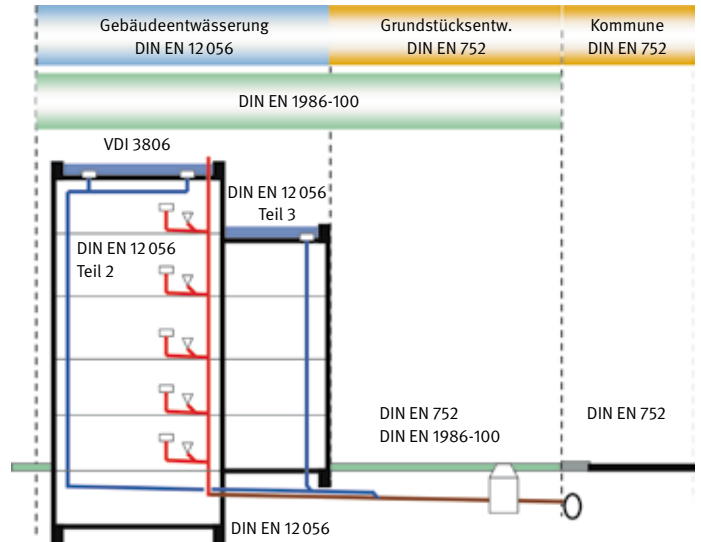 Gebäudeentwässerung
DIN EN 12 056
Grundstücksentw.
DIN EN 752
Kommune
DIN EN 752
DIN EN 1986-100
VDI 3806
DIN EN 12 056
Teil 3
DIN EN 12 056
Teil 2
DIN EN 752
DIN EN 1986-100
DIN EN 752
DIN EN 12 056